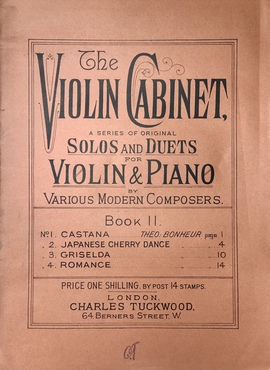 The
VIOLIN CABINET,
A SERIES OF ORIGINAL
SOLOS AND DUETS
FOR
VIOLIN & PIANO
BY
VARIOUS MODERN COMPOSERS.
BOOK II.
No 1. CASTANA THEO: BONHEUR page 1
" 2. JAPANESE CHERRY DANCE " 4
" 3. GRISELDA " 10
" 4. ROMANCE " 14
PRICE ONE SHILLING. BY POST 14 STAMPS.
LONDON.
CHARLES TUCKWOOD.
64 BERNERS STREET. W.